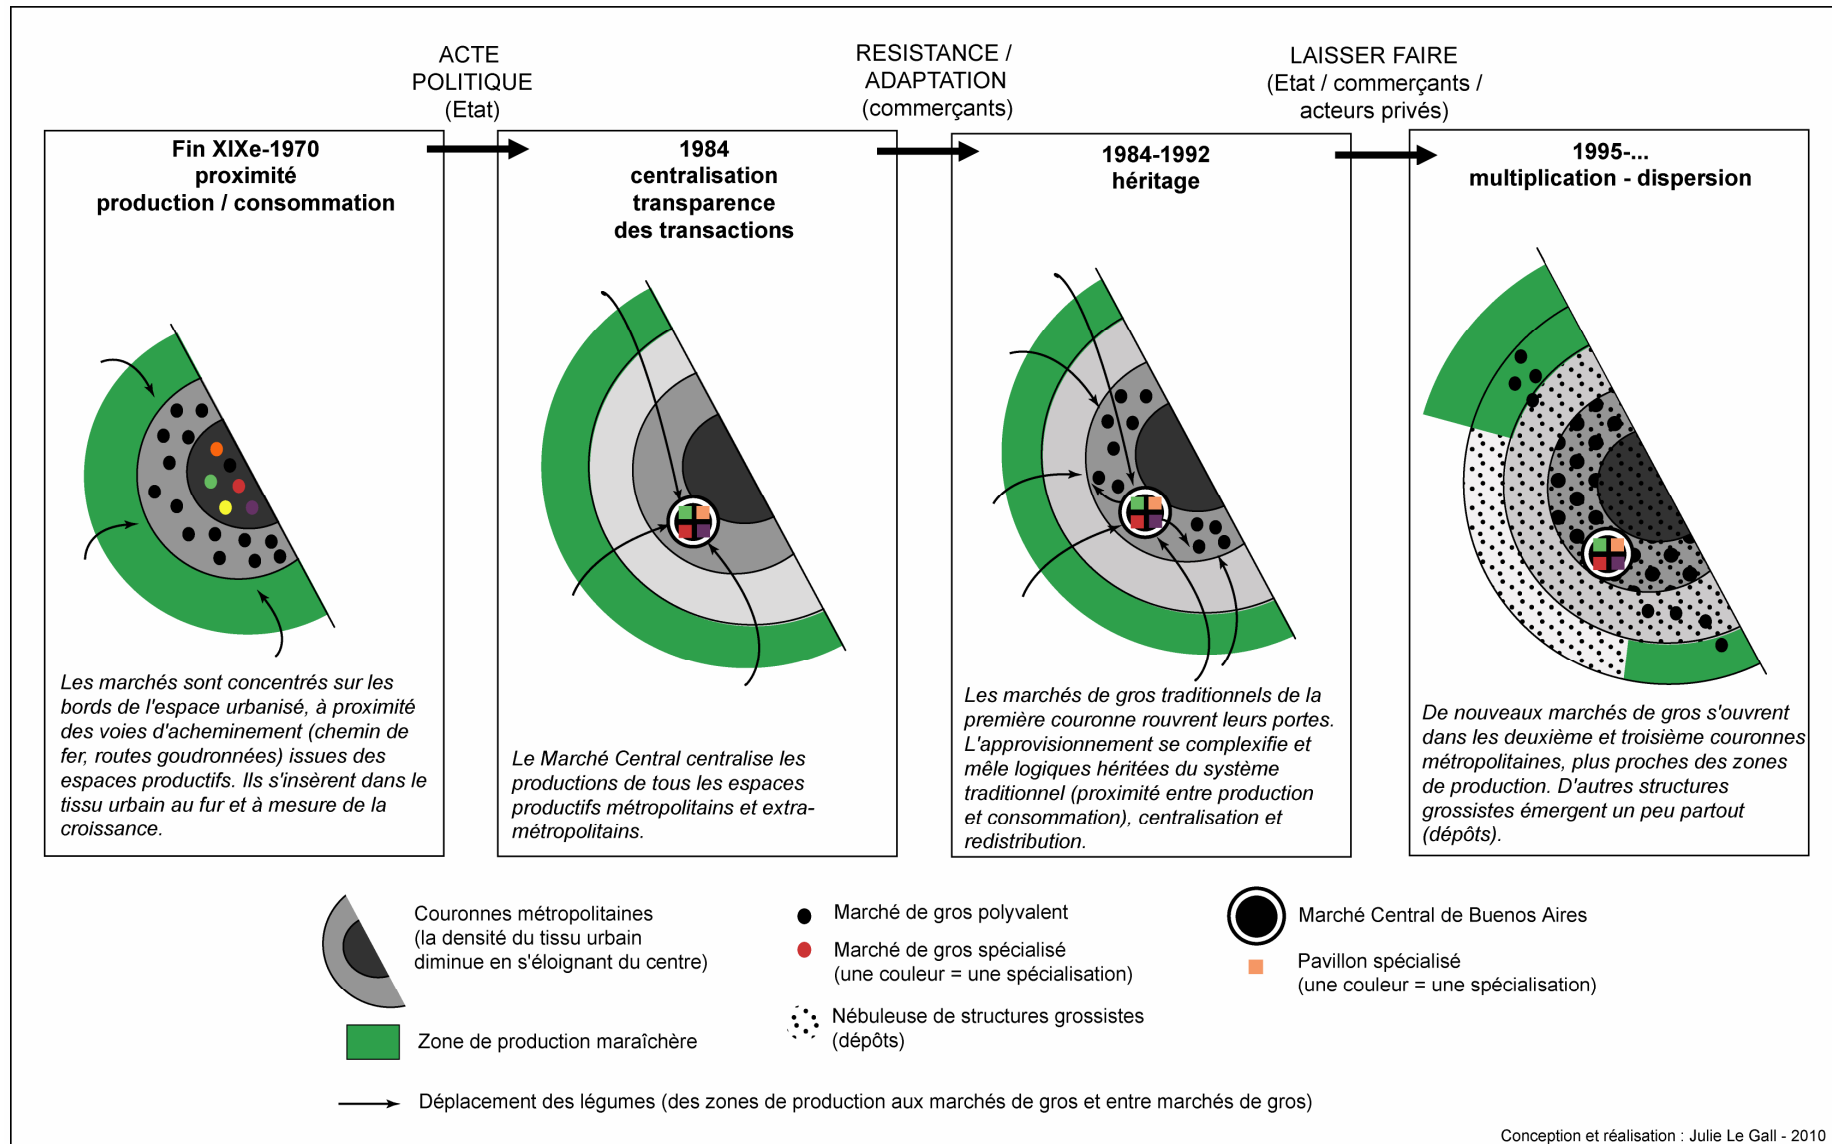 ACTE
POLITIQUE
(Etat)
RESISTANCE /
ADAPTATION
(commerçants)
LAISSER FAIRE
(Etat / commerçants /
acteurs privés)
Fin XIXe-1970
proximité
production / consommation
Les marchés sont concentrés sur les
bords de l'espace urbanisé, à proximité
des voies d'acheminement (chemin de
fer, routes goudronnées) issues des
espaces productifs. Ils s'insèrent dans le
tissu urbain au fur et à mesure de la
croissance.
1984
centralisation
transparence
des transactions
Le Marché Central centralise les
productions de tous les espaces
productifs métropolitains et extra-
métropolitains.
1984-1992
héritage
Les marchés de gros traditionnels de la
première couronne rouvrent leurs portes.
L'approvisionnement se complexifie et
mêle logiques héritées du système
traditionnel (proximité entre production
et consommation), centralisation et
redistribution.
1995-...
multiplication - dispersion
De nouveaux marchés de gros s'ouvrent
dans les deuxième et troisième couronnes
métropolitaines, plus proches des zones
de production. D'autres structures
grossistes émergent un peu partout
(dépôts).
Couronnes métropolitaines
(la densité du tissu urbain
diminue en s'éloignant du centre)
Zone de production maraîchère
Marché de gros polyvalent
Marché de gros spécialisé
(une couleur = une spécialisation)
Nébuleuse de structures grossistes
(dépôts)
Marché Central de Buenos Aires
Pavillon spécialisé
(une couleur = une spécialisation)
Déplacement des légumes (des zones de production aux marchés de gros et entre marchés de gros)
Conception et réalisation : Julie Le Gall - 2010